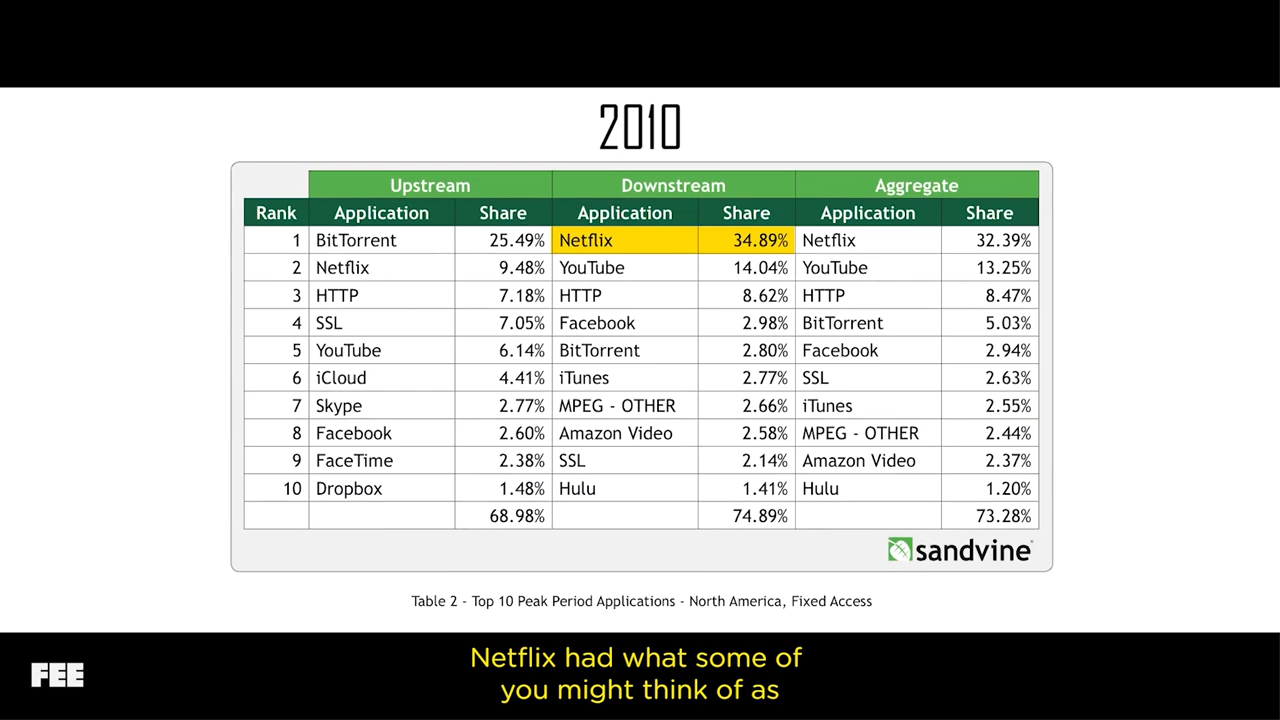 2010
Upstream Downstream Aggregate
Rank Application Share Application Share Application Share
1 BitTorrent 25.49% Netflix 34.89% Netflix 32.39%
2 Netflix 9.48% YouTube 14.04% YouTube 13.25%
3 HTTP 7.18% HTTP 8.62% HTTP 8.47%
4 SSL 7.05% Facebook 2.98% BitTorrent 5.03%
5 YouTube 6.14% BitTorrent 2.80% Facebook 2.94%
6 iCloud 4.41% iTunes 2.77% SSL 2.63%
7 Skype 2.77% MPEG - OTHER 2.66% iTunes 2.55%
8 Facebook 2.60% Amazon Video 2.58% MPEG - OTHER 2.44%
9 FaceTime 2.38% SSL 2.14% Amazon Video 2.37%
10 Dropbox 1.48% Hulu 1.41% Hulu 1.20%
68.98% 74.89% 73.28%
sandvine
Table 2 - Top 10 Peak Period Applications - North America, Fixed Access
Netflix had what some of
you might think of as
FEE